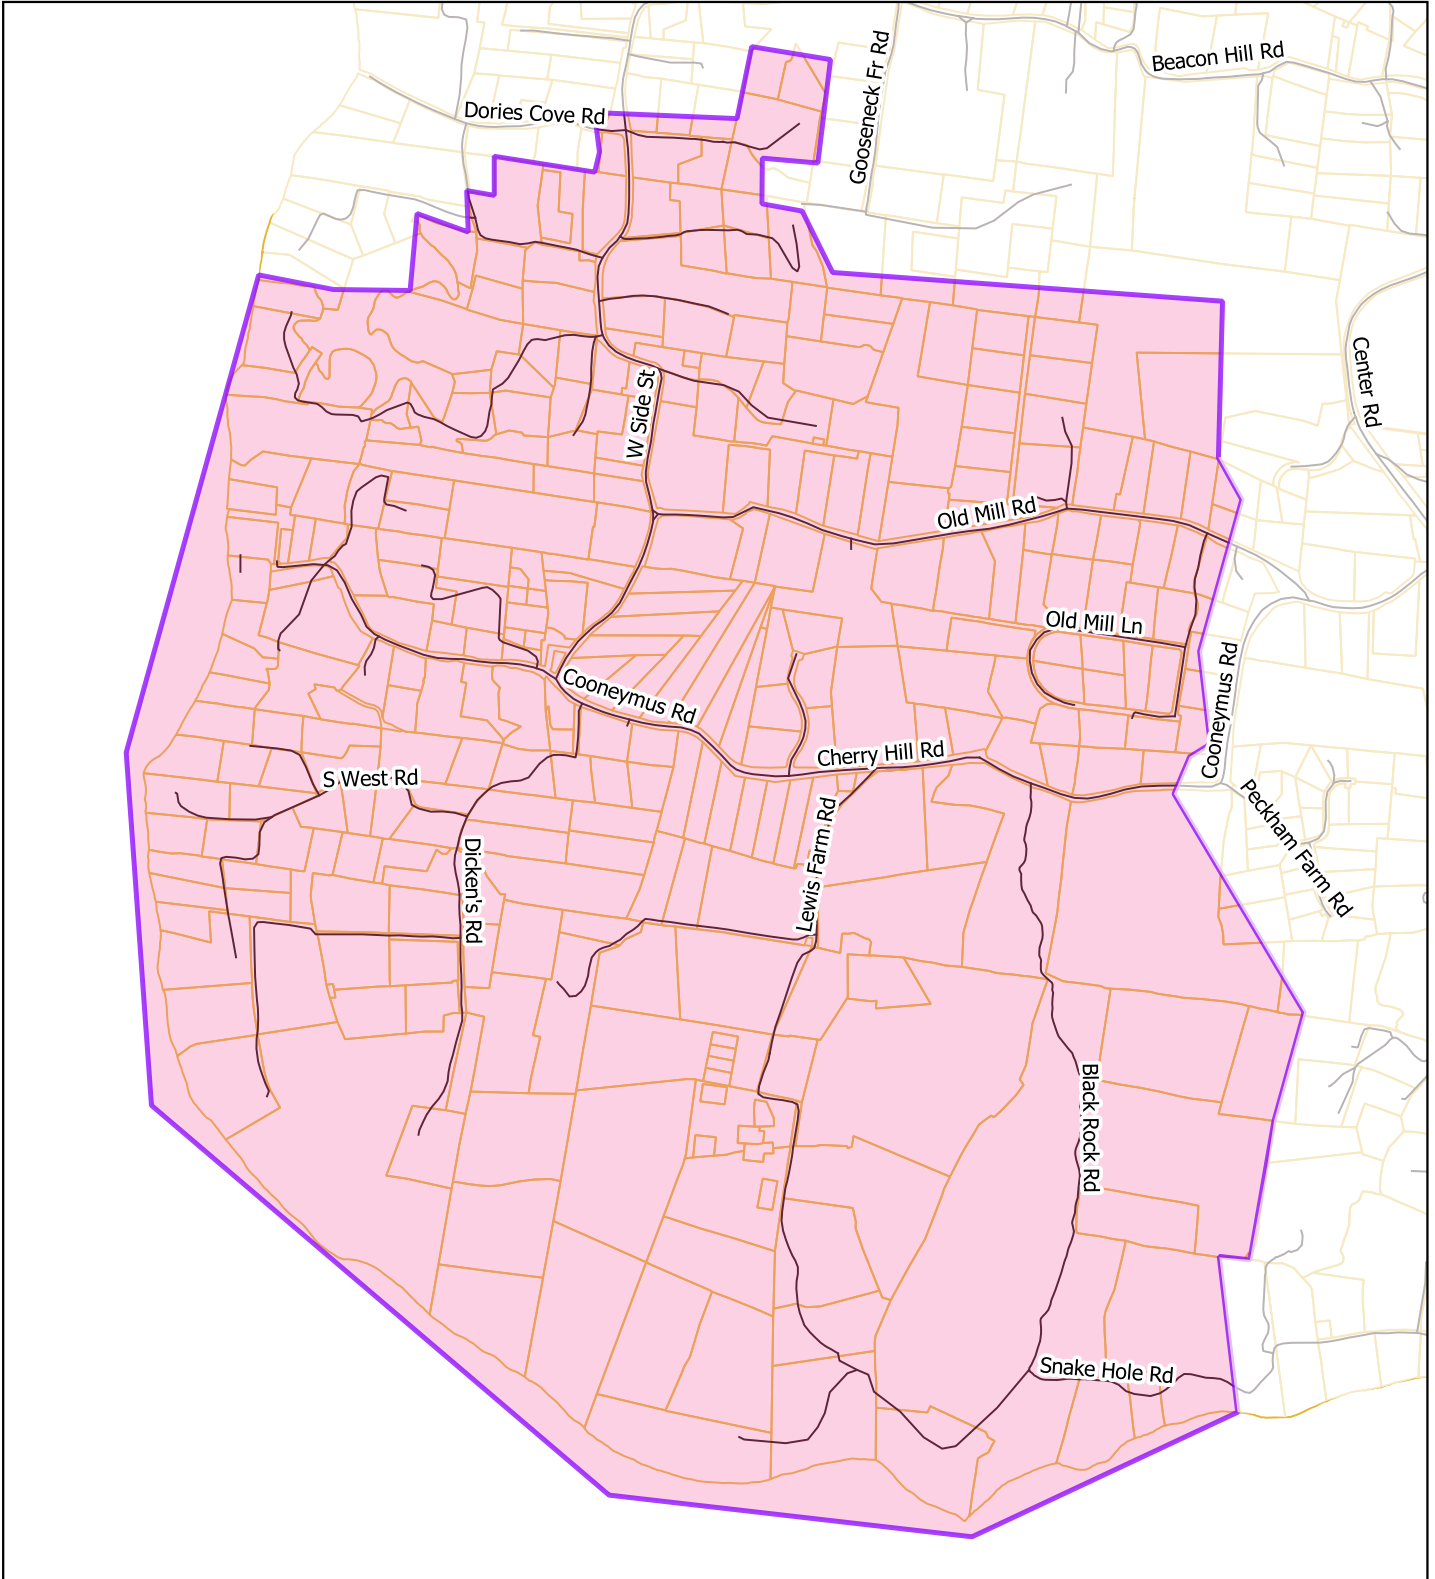 Beacon Hill Rd
Gooseneck Fr Rd
Dories Cove Rd
Center Rd
W Side St
Old Mill Rd
Old Mill Ln
Cooneymus Rd
Cooneymus Rd
Cherry Hill Rd
S West Rd
Peckham Farm Rd
Lewis Farm Rd
Dicken's Rd
Black Rock Rd
Snake Hole Rd